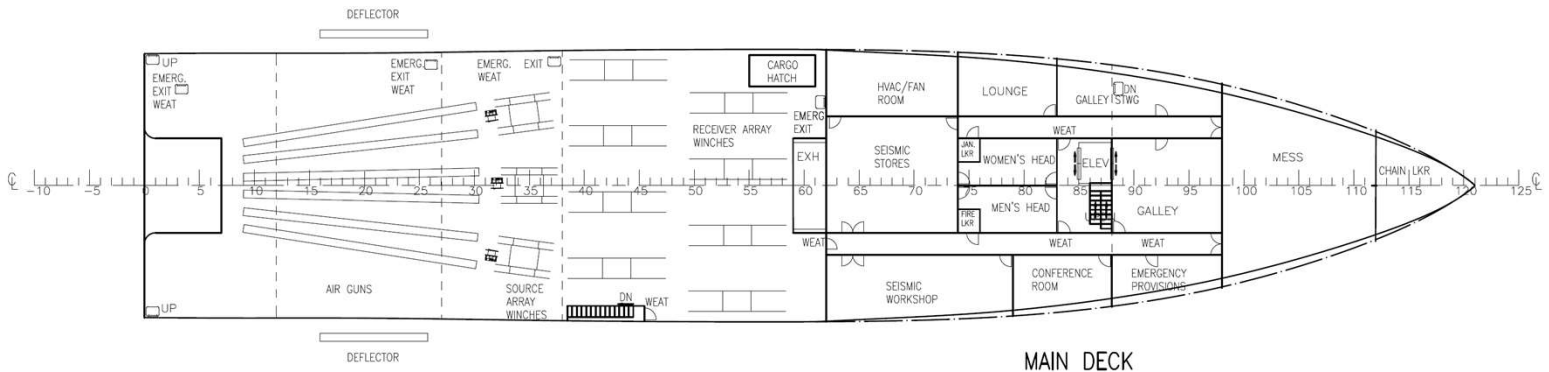 DEFLECTOR
UP
EMERG.
EXIT
WEAT
EMERG.
EXIT
WEAT
EMERG.
WEAT
EXIT
CARGO
HATCH
HVAC/FAN
ROOM
LOUNGE
GALLEY STWG
DN
RECEIVER ARRAY
WINCHES
EMERG
EXIT
EXH
SEISMIC
STORES
JAN.
LKR
WOMEN'S HEAD
WEAT
ELEV
MESS
CHAIN LKR
℄ -10 -5 0 5 10 15 20 25 30 35 40 45 50 55 60 65 70 75 80 85 90 95 100 105 110 115 120 125 ℄
FIRE
LKR
MEN'S HEAD
GALLEY
WEAT
WEAT
WEAT
AIR GUNS
SOURCE
ARRAY
WINCHES
DN
WEAT
SEISMIC
WORKSHOP
CONFERENCE
ROOM
EMERGENCY
PROVISIONS
UP
DEFLECTOR
MAIN DECK